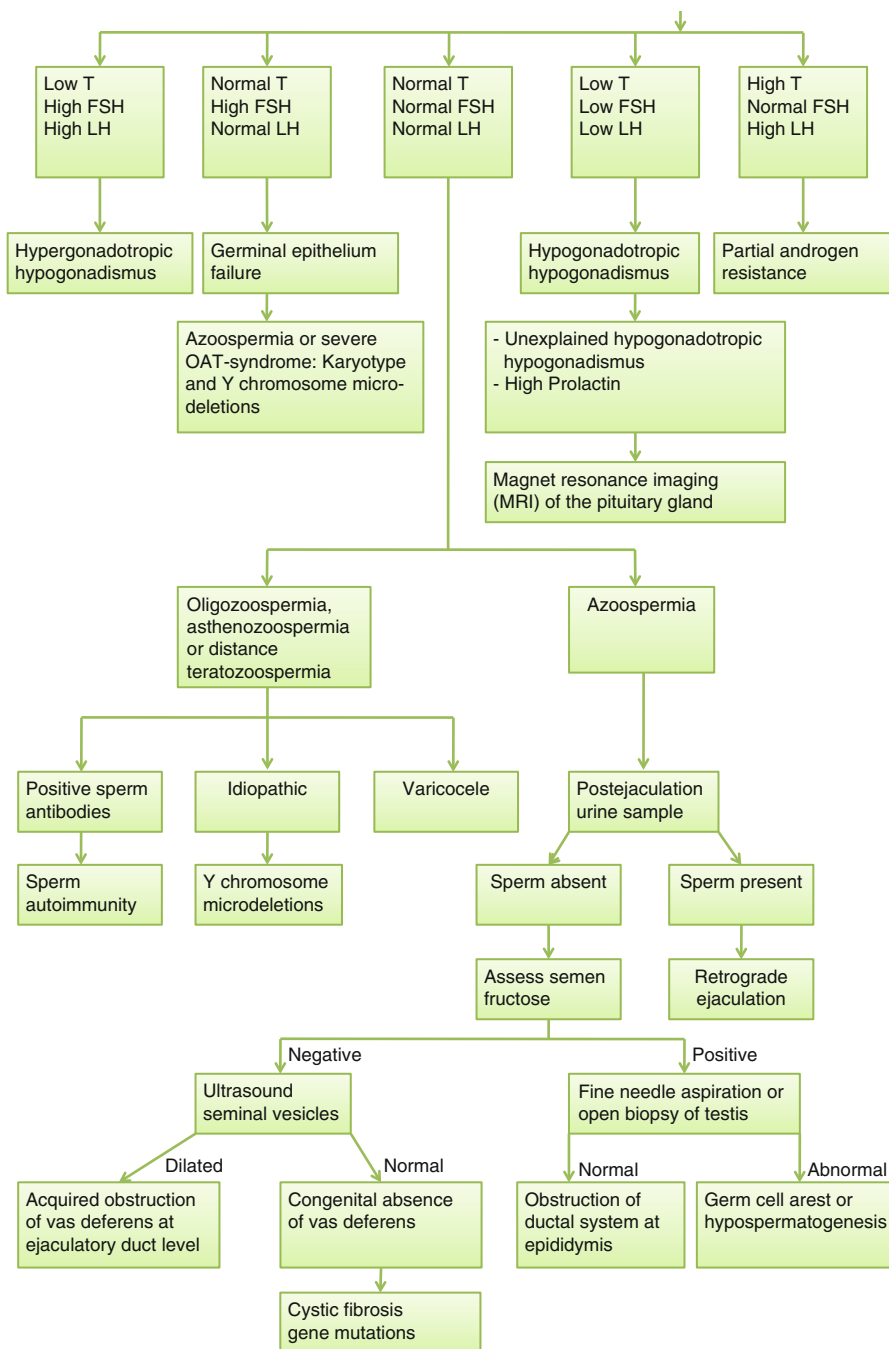 Low T
High FSH
High LH
Normal T
High FSH
Normal LH
Normal T
Normal FSH
Normal LH
Low T
Low FSH
Low LH
High T
Normal FSH
High LH
Hypergonadotropic
hypogonadismus
Germinal epithelium
failure
Hypogonadotropic
hypogonadismus
Partial androgen
resistance
Azoospermia or severe
OAT-syndrome: Karyotype
and Y chromosome micro-
deletions
- Unexplained hypogonadotropic
hypogonadismus
- High Prolactin
Magnet resonance imaging
(MRI) of the pituitary gland
Oligozoospermia,
asthenozoospermia
or distance
teratozoospermia
Azoospermia
Positive sperm
antibodies
Idiopathic
Varicocele
Postejaculation
urine sample
Sperm
autoimmunity
Y chromosome
microdeletions
Sperm absent
Sperm present
Assess semen
fructose
Retrograde
ejaculation
Negative
Positive
Ultrasound
seminal vesicles
Fine needle aspiration or
open biopsy of testis
Dilated
Normal
Normal
Abnormal
Acquired obstruction
of vas deferens at
ejaculatory duct level
Congenital absence
of vas deferens
Obstruction of
ductal system at
epididymis
Germ cell arest or
hypospermatogenesis
Cystic fibrosis
gene mutations